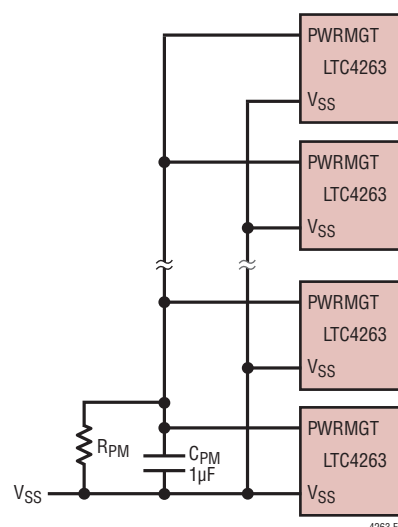 PWRMGT
LTC4263
VSS
PWRMGT
LTC4263
VSS
PWRMGT
LTC4263
VSS
PWRMGT
LTC4263
VSS
RPM
CPM
1µF
VSS